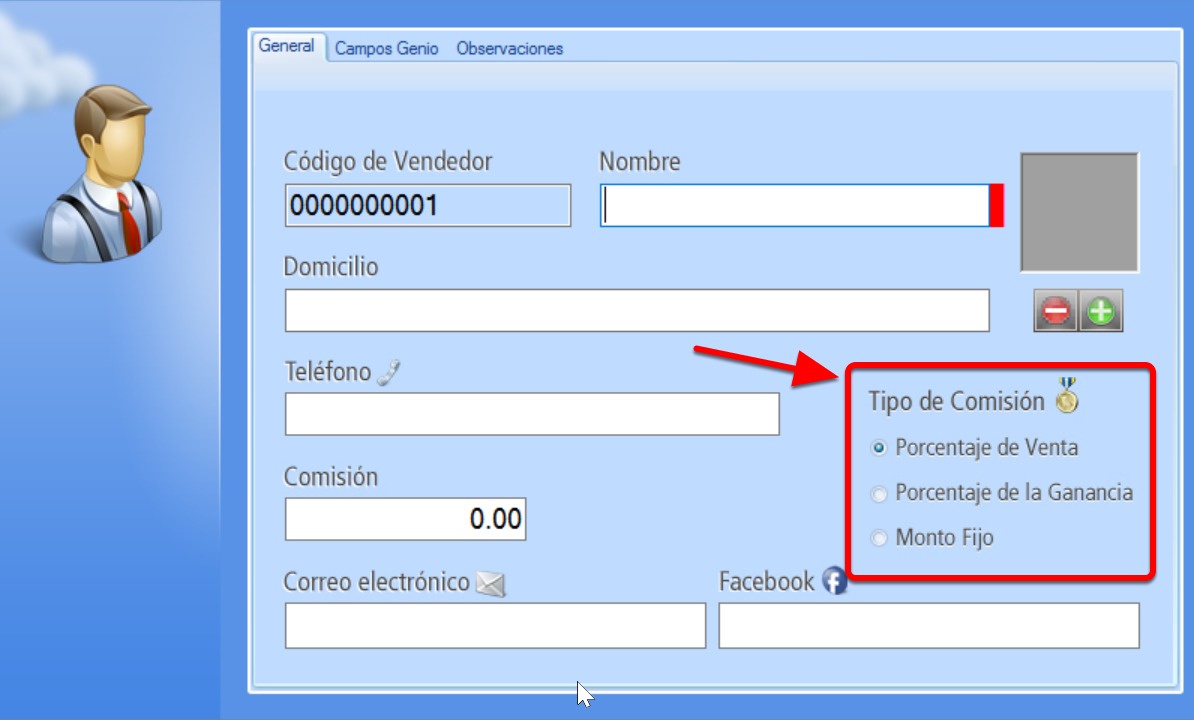 General Campos Genio Observaciones
Código de Vendedor Nombre
0000000001
Domicilio
Teléfono
Tipo de Comisión
Porcentaje de Venta
Comisión
Porcentaje de la Ganancia
0.00
Monto Fijo
Correo electrónico Facebook